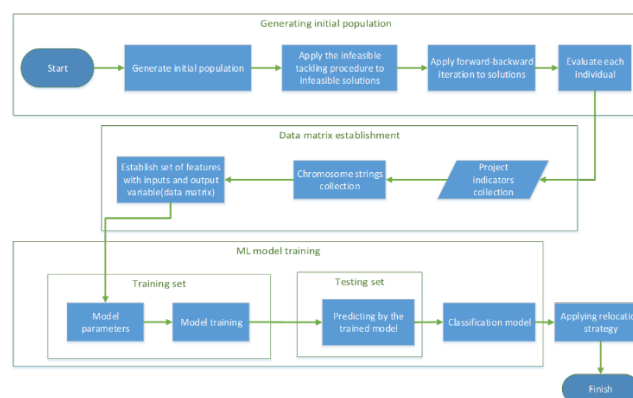 Generating initial population
Start
Generate initial population
Apply the infeasible
tackling procedure to
infeasible solutions
Apply forward-backward
iteration to solutions
Evaluate each
individual
Data matrix establishment
Establish set of features
with inputs and output
variable(data matrix)
Chromosome strings
collection
Project
indicators
collection
ML model training
Training set
Model
parameters
Model training
Testing set
Predicting by the
trained model
Classification model
Applying relocation
strategy
Finish